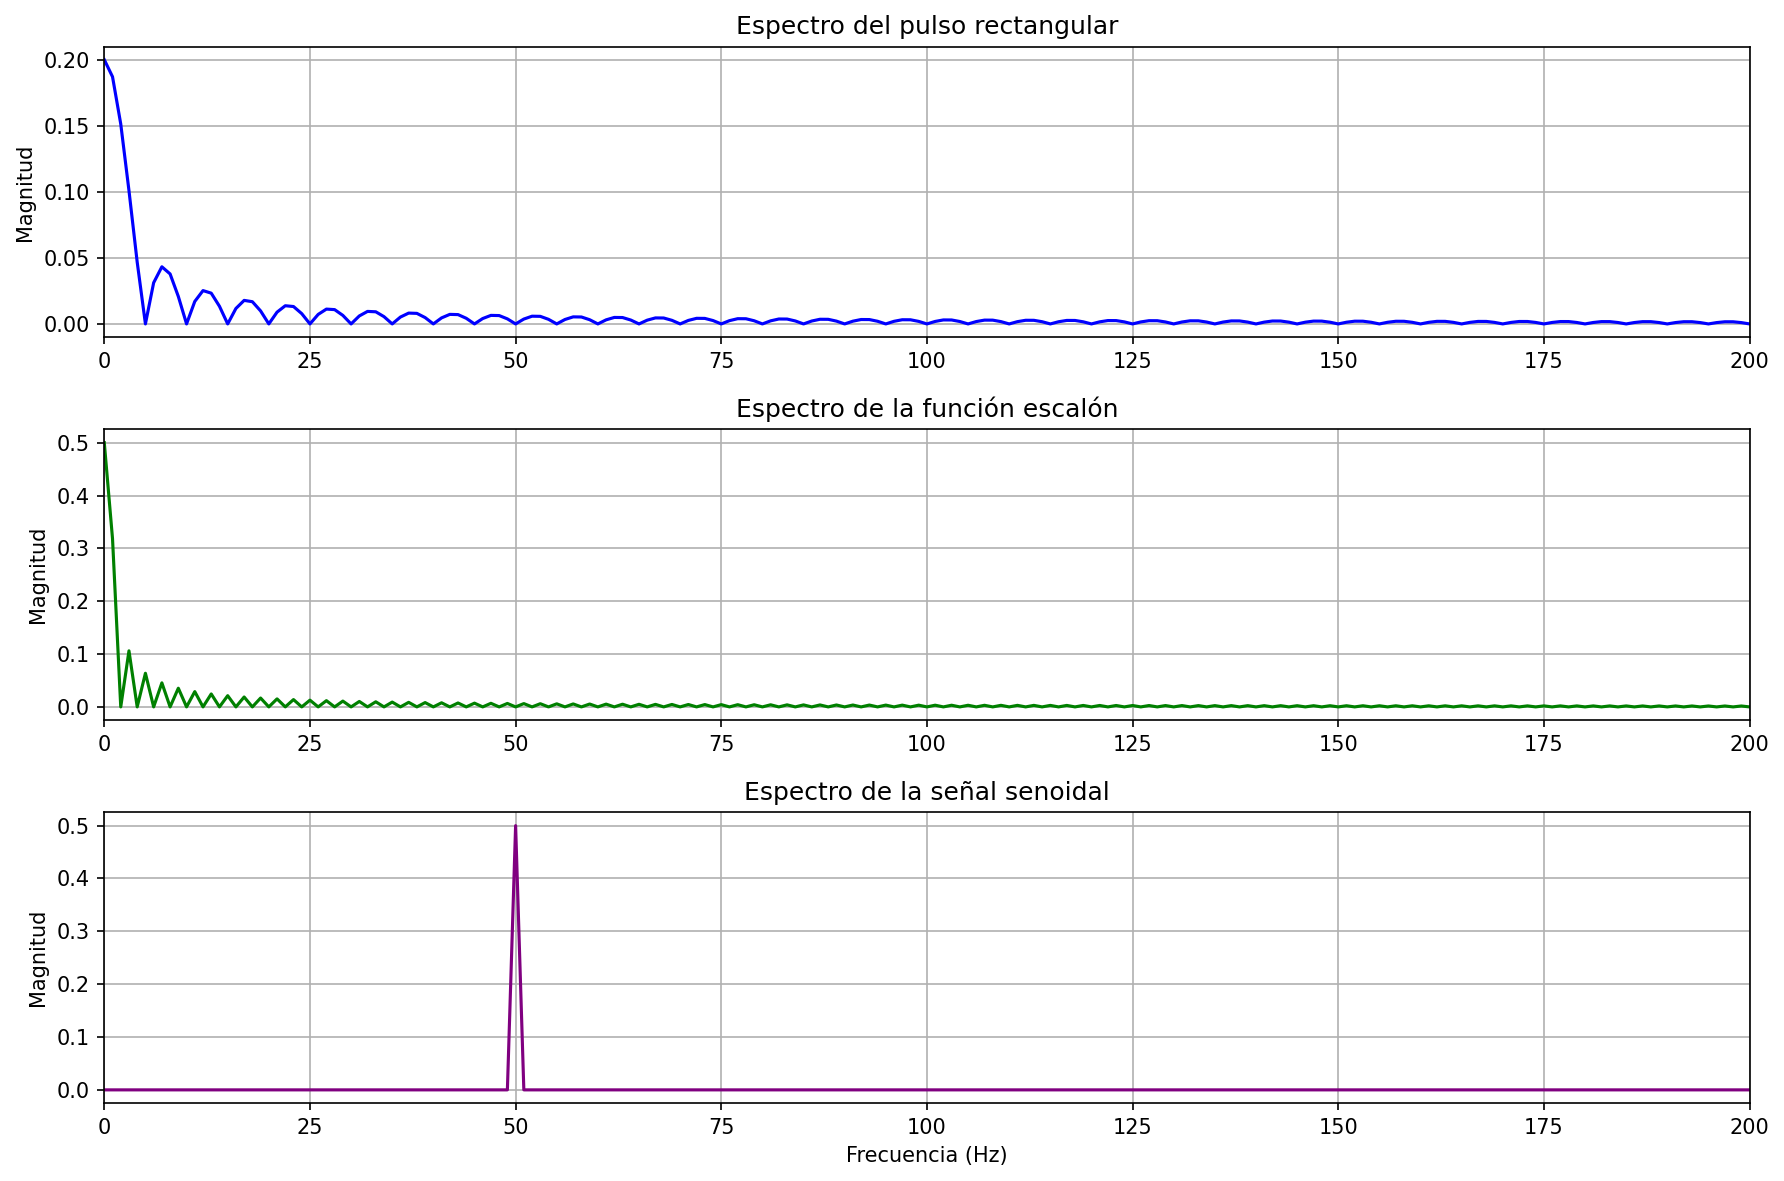 Espectro del pulso rectangular
Magnitud
0.20
0.15
0.10
0.05
0.00
0 25 50 75 100 125 150 175 200
Espectro de la función escalón
Magnitud
0.5
0.4
0.3
0.2
0.1
0.0
0 25 50 75 100 125 150 175 200
Espectro de la señal senoidal
Magnitud
0.5
0.4
0.3
0.2
0.1
0.0
0 25 50 75 100 125 150 175 200
Frecuencia (Hz)